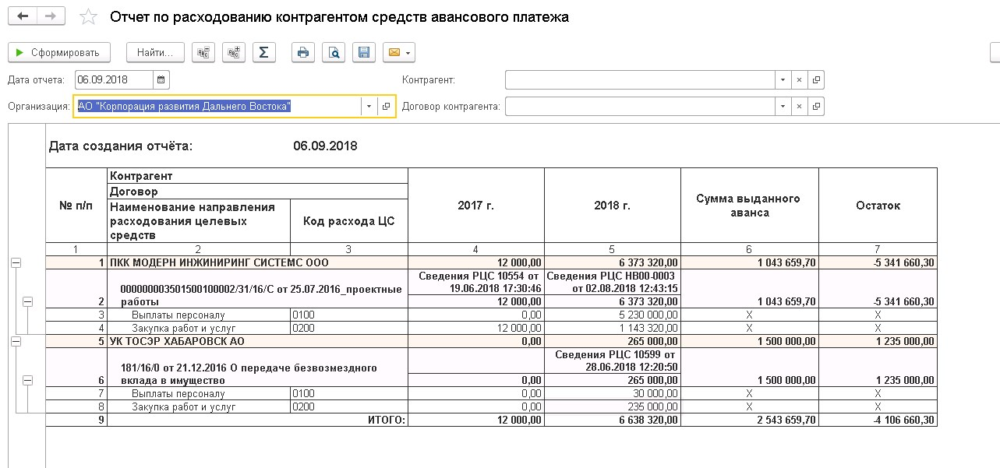 Отчет по расходованию контрагентом средств авансового платежа
Сформировать Найти...
Дата отчета: 06.09.2018 Контрагент:
Организация: АО "Корпорация развития Дальнего Востока" Договор контрагента:
Дата создания отчёта: 06.09.2018
№ п/п
Контрагент
Договор
Наименование направления
расходования целевых
средств
Код расхода ЦС
2017 г.
2018 г.
Сумма выданного
аванса
Остаток
1 2 3 4 5 6 7
1 ПКК МОДЕРН ИНЖИНИРИНГ СИСТЕМС ООО 12 000,00 6 373 320,00 1 043 659,70 -5 341 660,30
Сведения РЦС 10554 от Сведения РЦС НВ00-0003
19.06.2018 17:30:46 от 02.08.2018 12:43:15
000000003501500100002/31/16/С от 25.07.2016_проектные
2 работы 12 000,00 6 373 320,00 1 043 659,70 -5 341 660,30
3 Выплаты персоналу 0100 0,00 5 230 000,00 X X
4 Закупка работ и услуг 0200 12 000,00 1 143 320,00 X X
5 УК ТОСЭР ХАБАРОВСК АО 0,00 265 000,00 1 500 000,00 1 235 000,00
Сведения РЦС 10599 от
28.06.2018 12:20:50
181/16/0 от 21.12.2016 О передаче безвозмездного
6 вклада в имущество 0,00 265 000,00 1 500 000,00 1 235 000,00
7 Выплаты персоналу 0100 0,00 30 000,00 X X
8 Закупка работ и услуг 0200 0,00 235 000,00 X X
9 ИТОГО: 12 000,00 6 638 320,00 2 543 659,70 -4 106 660,30